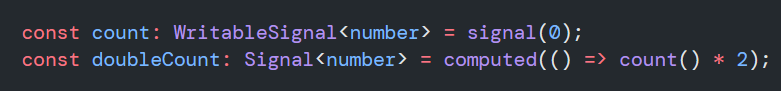 const count: WritableSignal<number> = signal(0);
const doubleCount: Signal<number> = computed(() => count() * 2);